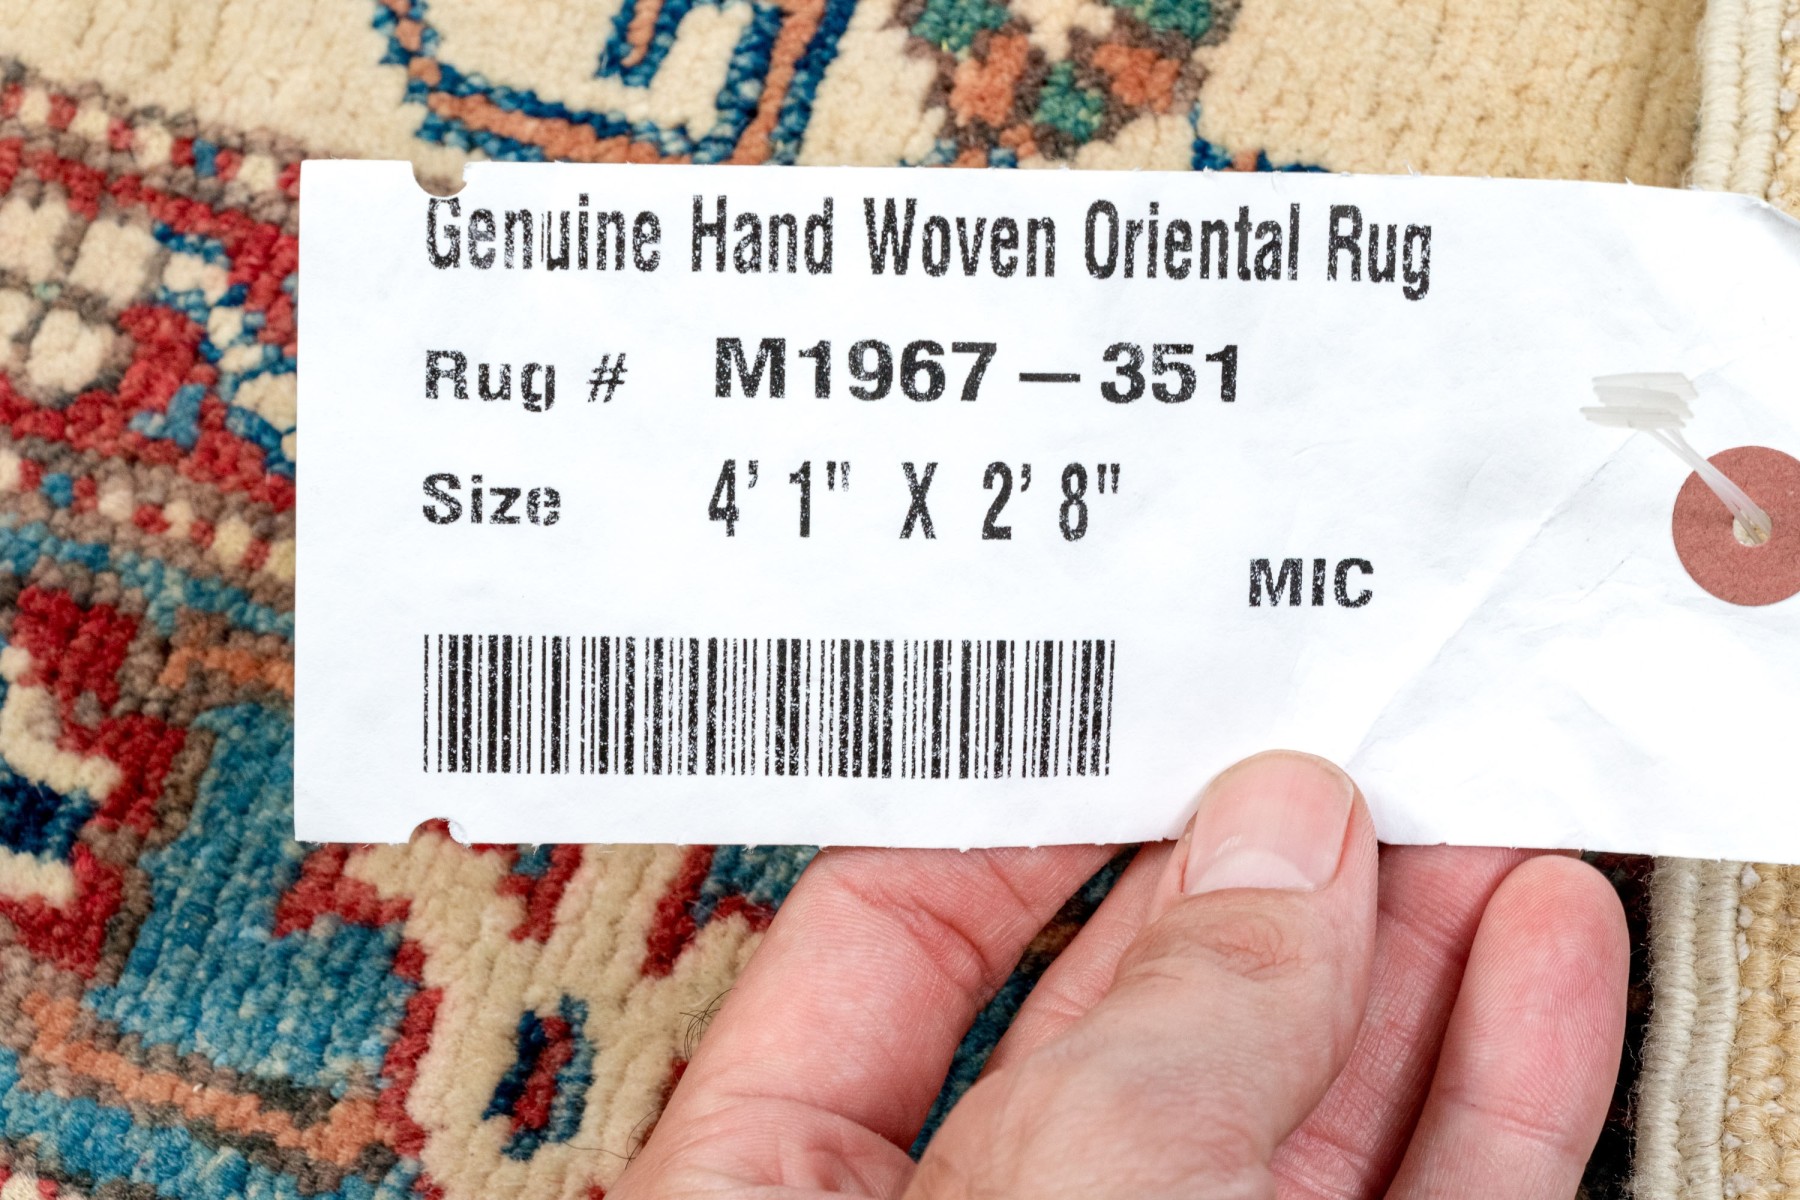 Genuine Hand Woven Oriental Rug
Rug # M1967-351
Size 4' 1" X 2' 8"
MIC